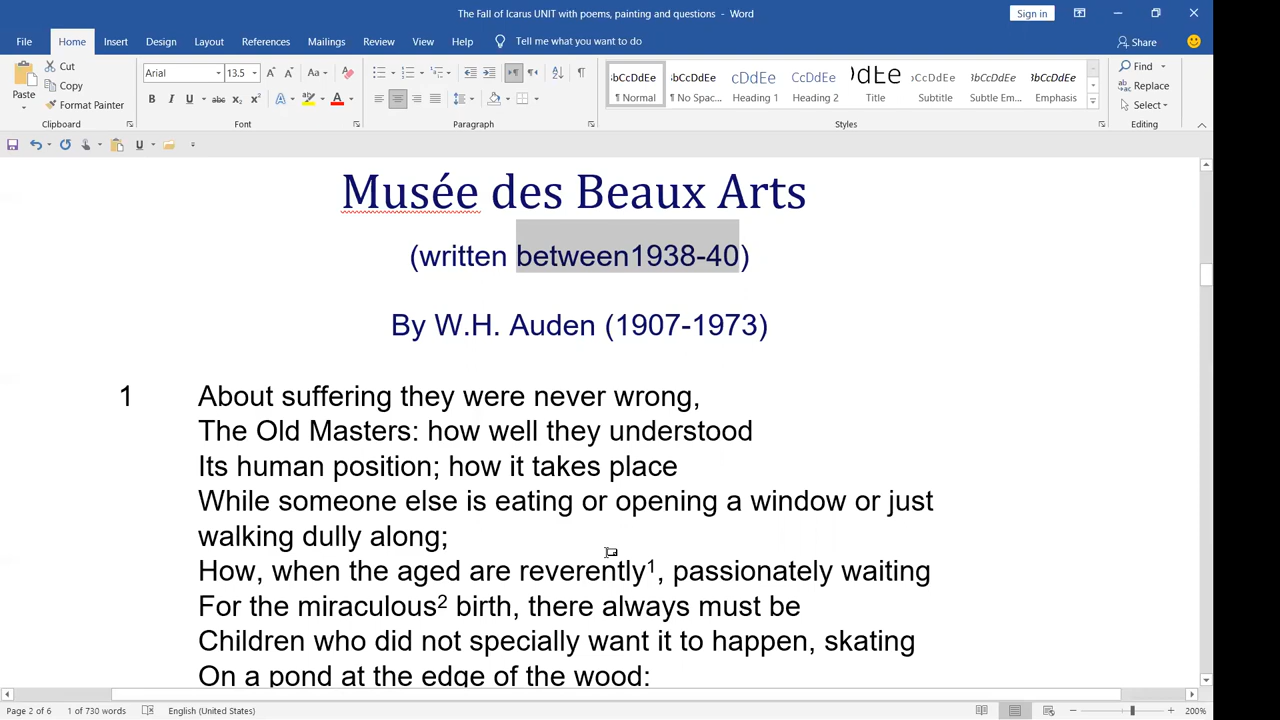 The Fall of Icarus UNIT with poems, painting and questions - Word
Sign in
File Home Insert Design Layout References Mailings Review View Help Tell me what you want to do Share
Paste
Cut
Copy
Format Painter
Clipboard
Arial 13.5
Font
Paragraph
AaBbCcDdEe AaBbCcDdEe
¶ Normal ¶ No Spac... Heading 1 Heading 2 Title Subtitle Subtle Em... Emphasis
Styles
Find
Replace
Select
Editing
Musée des Beaux Arts
(written between1938-40)
By W.H. Auden (1907-1973)
1 About suffering they were never wrong,
The Old Masters: how well they understood
Its human position; how it takes place
While someone else is eating or opening a window or just
walking dully along;
How, when the aged are reverently¹, passionately waiting
For the miraculous² birth, there always must be
Children who did not specially want it to happen, skating
On a pond at the edge of the wood:
Page 2 of 6 1 of 730 words English (United States) 200%